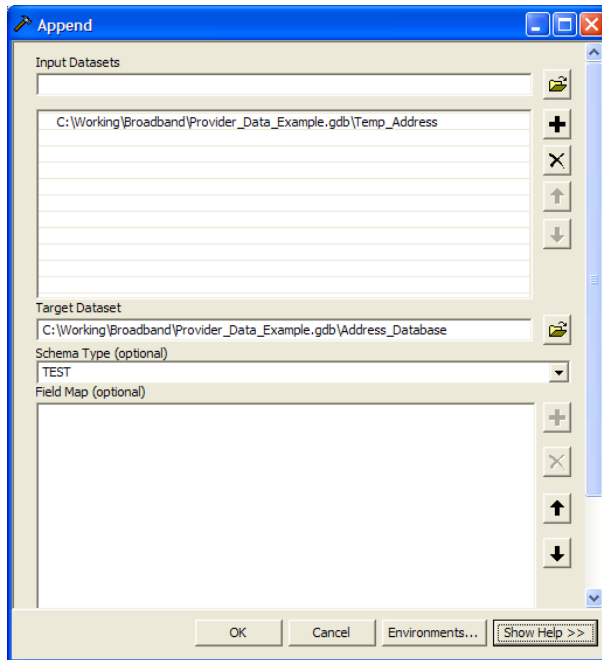 Append
Input Datasets
C:\Working\Broadband\Provider_Data_Example.gdb\Temp_Address
Target Dataset
C:\Working\Broadband\Provider_Data_Example.gdb\Address_Database
Schema Type (optional)
TEST
Field Map (optional)
OK Cancel Environments... Show Help >>